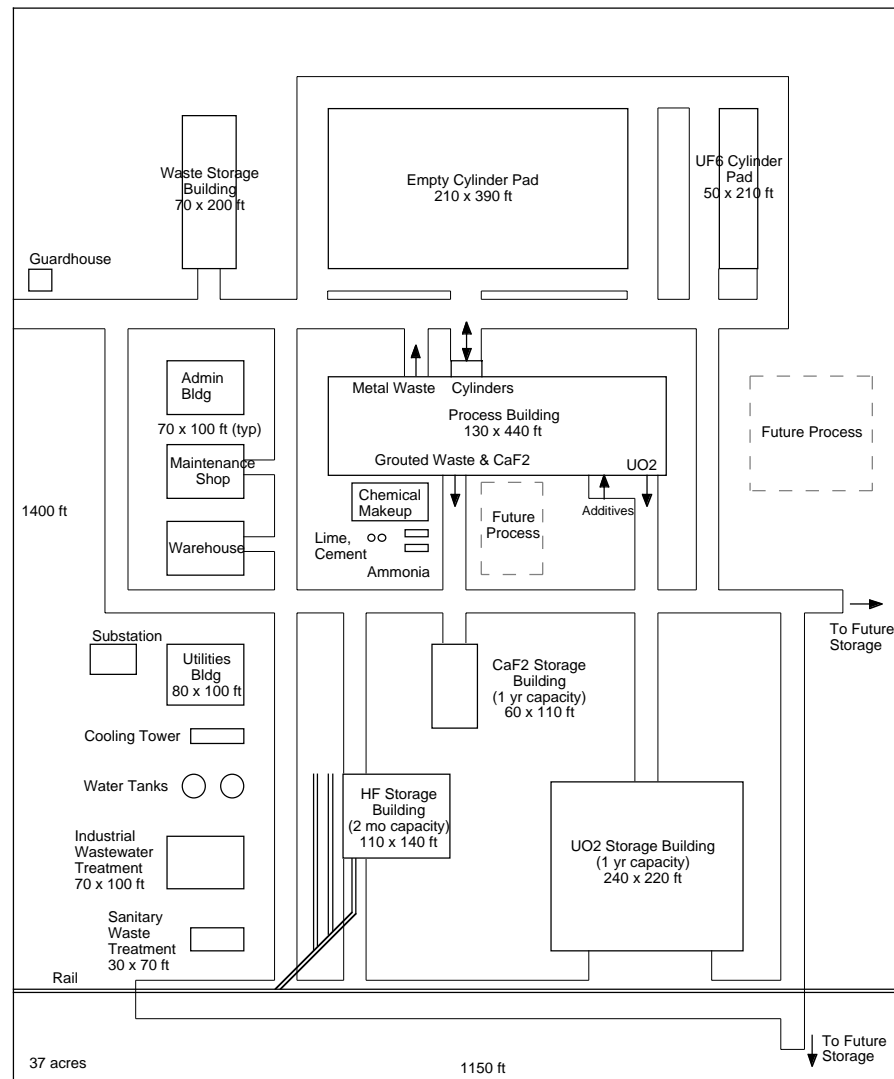 Waste Storage
Building
70 x 200 ft
Empty Cylinder Pad
210 x 390 ft
UF6 Cylinder
Pad
50 x 210 ft
Guardhouse
Admin
Bldg
70 x 100 ft (typ)
Metal Waste
Cylinders
Process Building
130 x 440 ft
Grouted Waste & CaF2
UO2
Future Process
Maintenance
Shop
1400 ft
Chemical
Makeup
Future
Process
Additives
Warehouse
Lime,
Cement
Ammonia
To Future
Storage
Substation
Utilities
Bldg
80 x 100 ft
CaF2 Storage
Building
(1 yr capacity)
60 x 110 ft
Cooling Tower
Water Tanks
HF Storage
Building
(2 mo capacity)
110 x 140 ft
UO2 Storage Building
(1 yr capacity)
240 x 220 ft
Industrial
Wastewater
Treatment
70 x 100 ft
Sanitary
Waste
Treatment
30 x 70 ft
Rail
37 acres
1150 ft
To Future
Storage